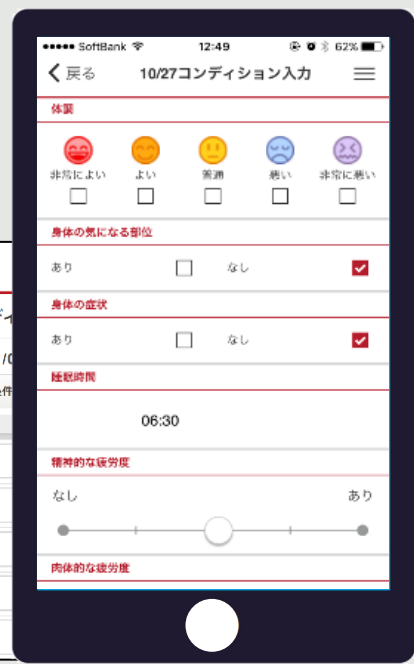 SoftBank 12:49 62%
戻る 10/27コンディション入力
体調
非常によい よい 普通 悪い 非常に悪い
身体の気になる部位
あり なし
身体の症状
あり なし
睡眠時間
06:30
精神的な疲労度
なし あり
肉体的な疲労度